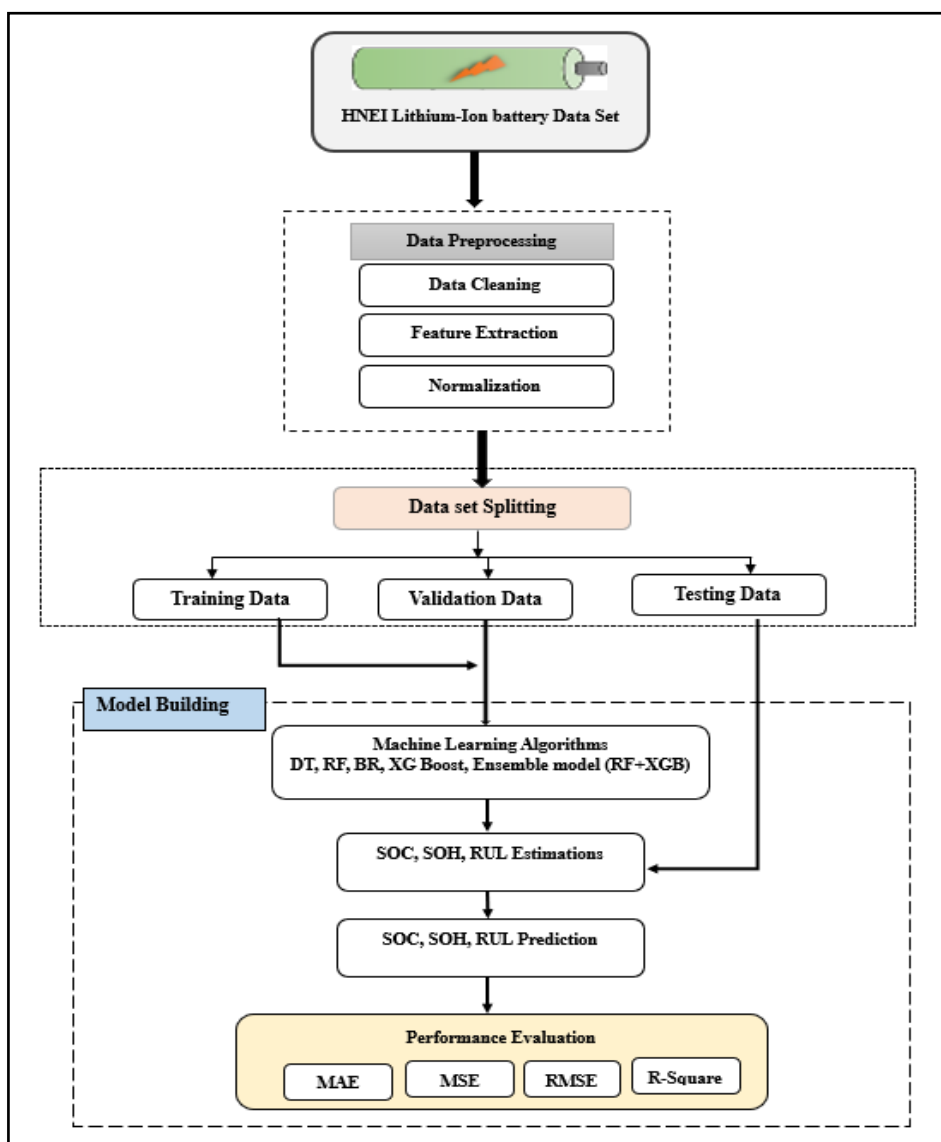 HNEI Lithium-Ion battery Data Set
Data Preprocessing
Data Cleaning
Feature Extraction
Normalization
Data set Splitting
Training Data
Validation Data
Testing Data
Model Building
Machine Learning Algorithms
DT, RF, BR, XG Boost, Ensemble model (RF+XGB)
SOC, SOH, RUL Estimations
SOC, SOH, RUL Prediction
Performance Evaluation
MAE
MSE
RMSE
R-Square